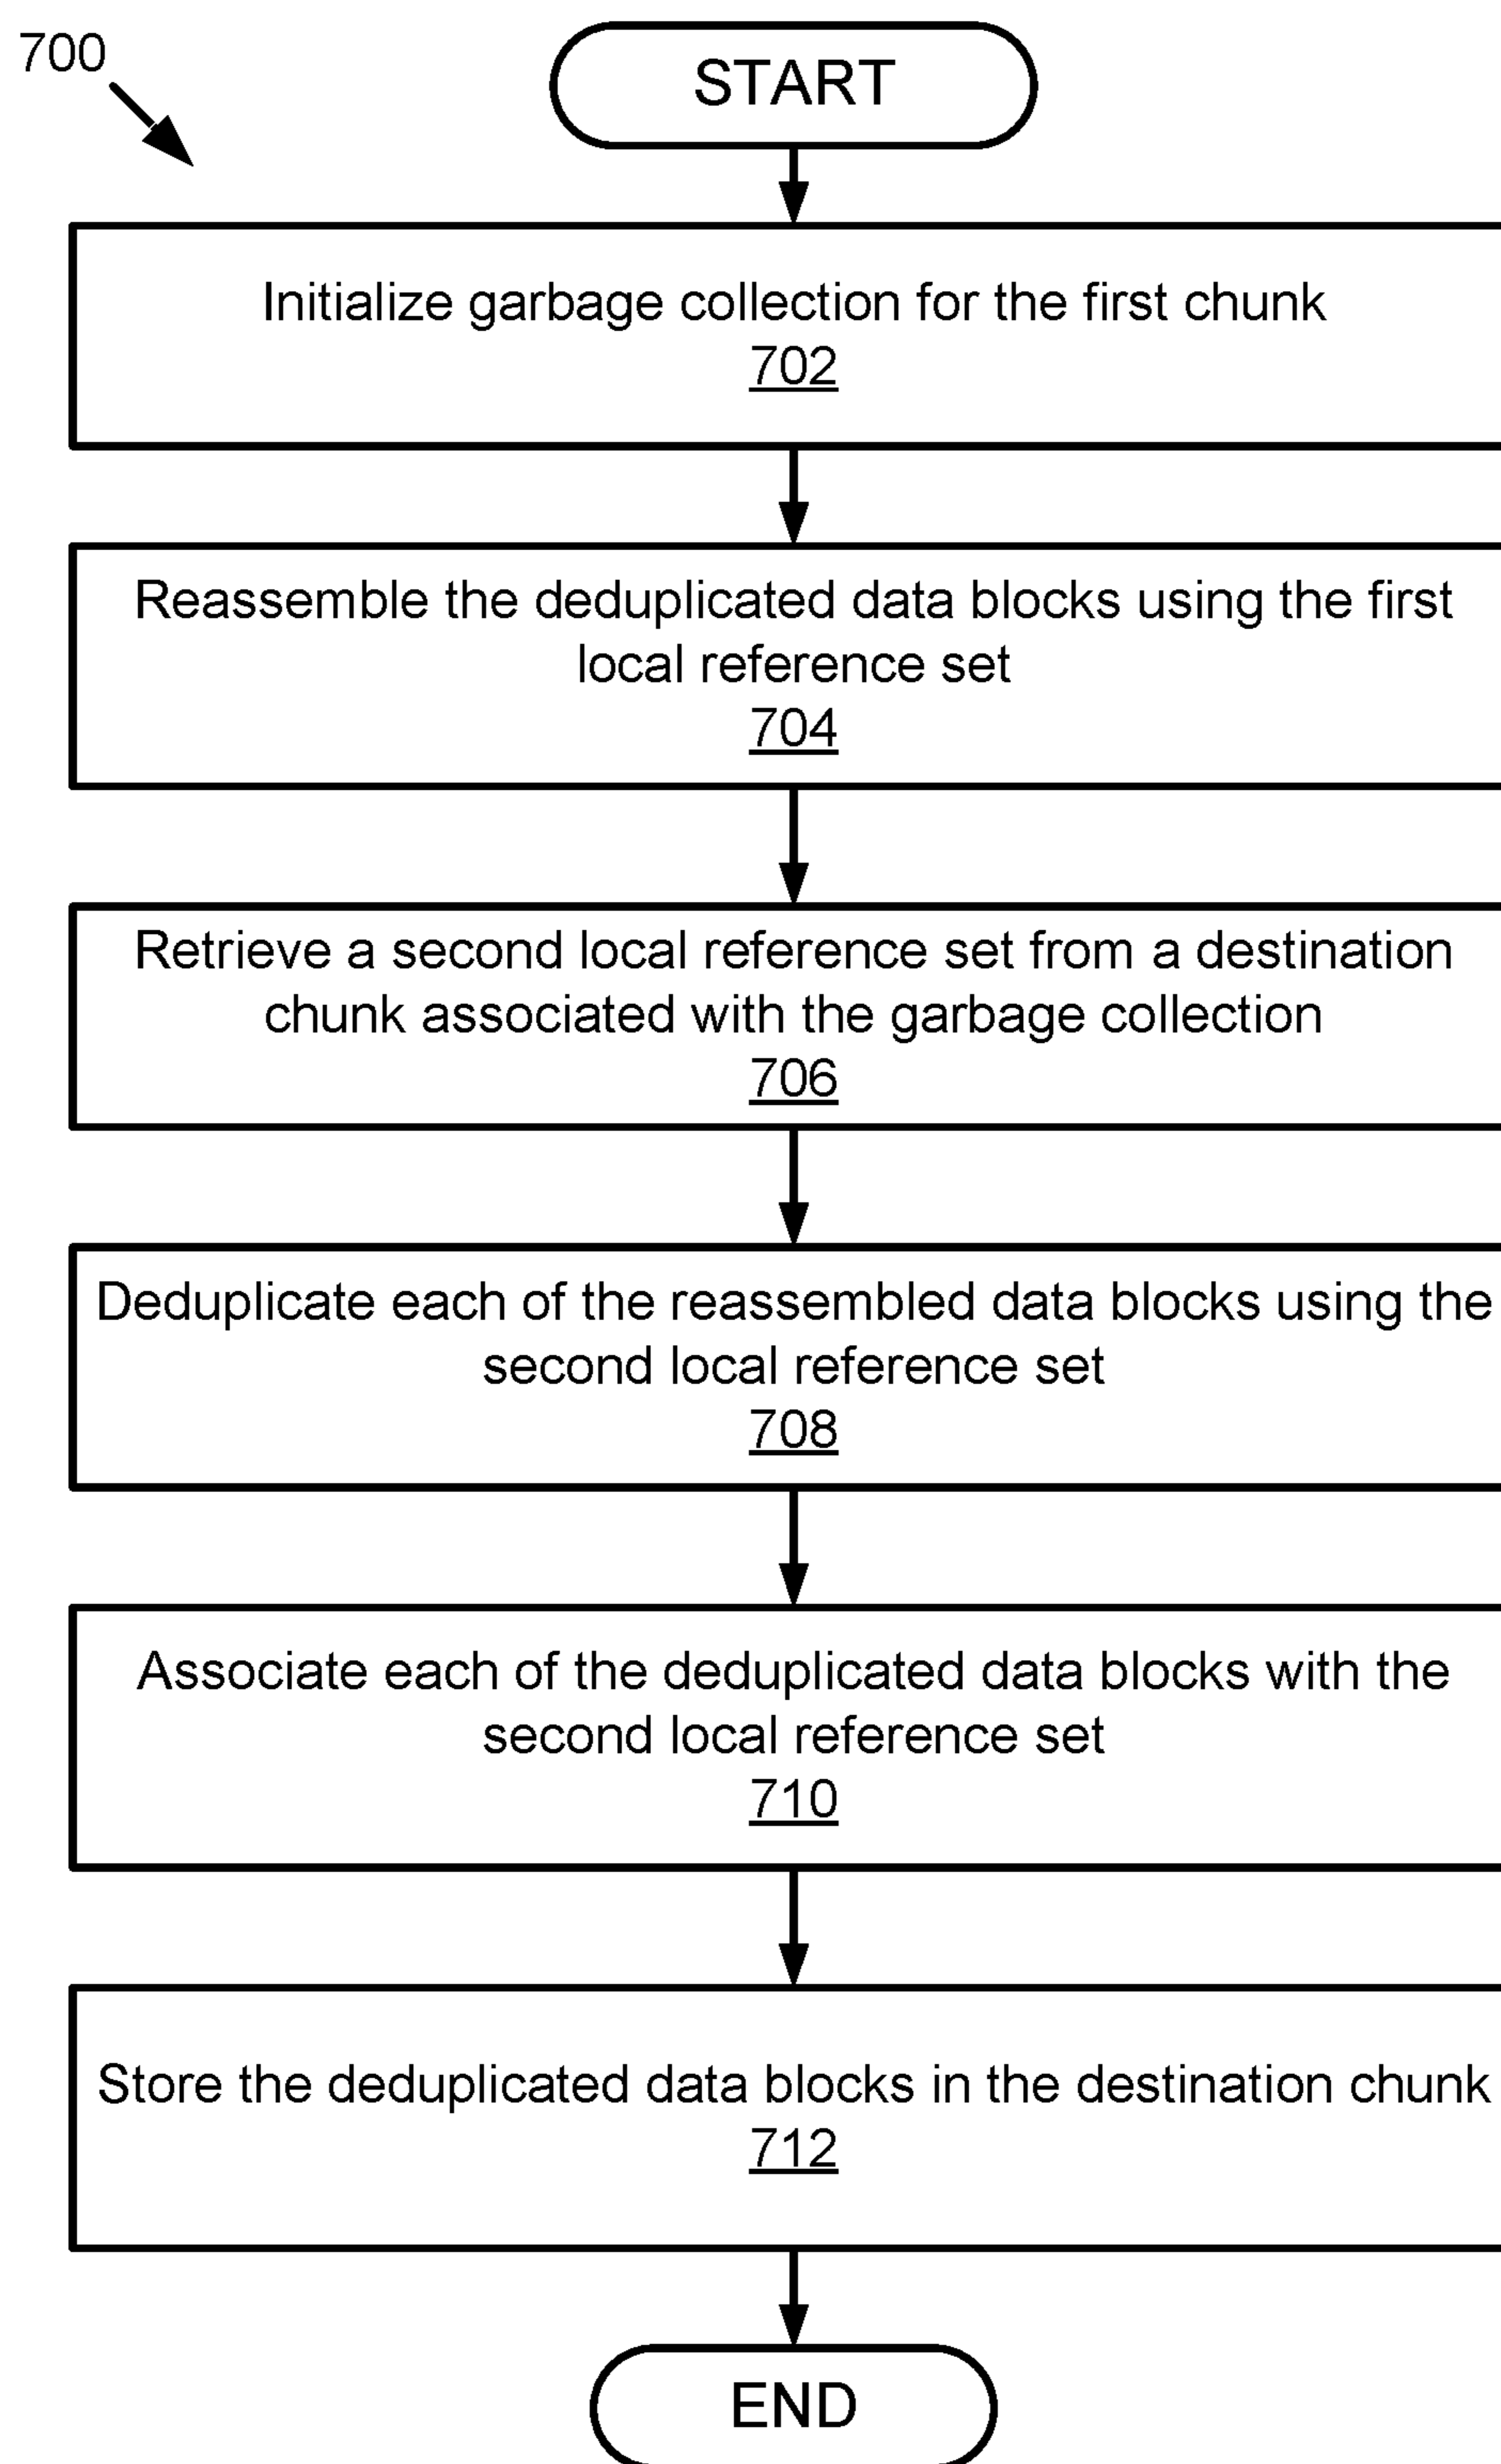 700
START
Initialize garbage collection for the first chunk
702
Reassemble the deduplicated data blocks using the first
local reference set
704
Retrieve a second local reference set from a destination
chunk associated with the garbage collection
706
Deduplicate each of the reassembled data blocks using the
second local reference set
708
Associate each of the deduplicated data blocks with the
second local reference set
710
Store the deduplicated data blocks in the destination chunk
712
END